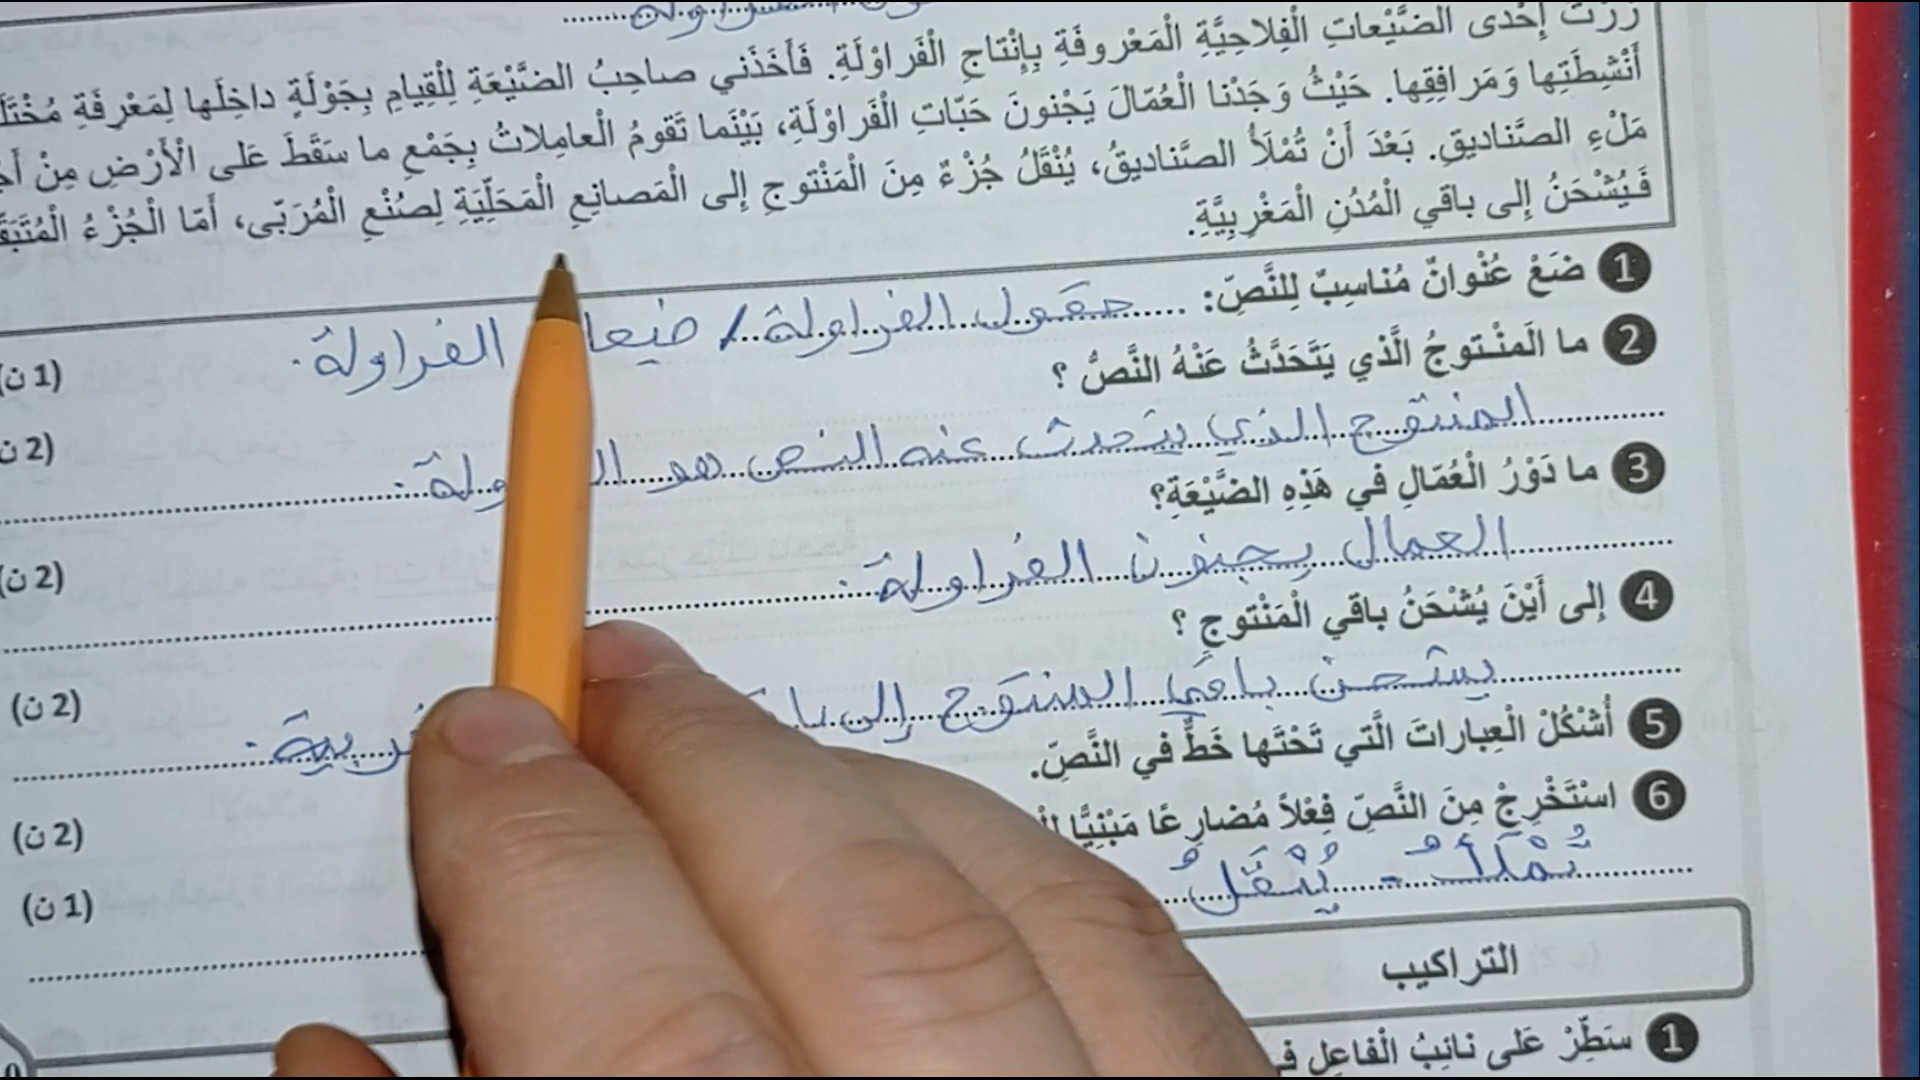 زُرْتُ إِحْدى الضَّيْعاتِ الْفِلاحِيَّةِ الْمَعْروفَةِ بِإِنْتاجِ الْفَراوْلَةِ. فَأَخَذَني صاحِبُ الضَّيْعَةِ لِلْقِيامِ بِجَوْلَةٍ داخِلَها لِمَعْرِفَةِ
أَنْشِطَتِها وَمَرافِقِها. حَيْثُ وَجَدْنا الْعُمّالَ يَجْنونَ حَبّاتِ الْفَراوْلَةِ، بَيْنَما تَقومُ الْعامِلاتُ بِجَمْعِ ما سَقَطَ عَلى الْأَرْضِ مِنْ
مَلْءِ الصَّناديقِ. بَعْدَ أَنْ تُمْلَأُ الصَّناديقُ، يُنْقَلُ جُزْءٌ مِنَ الْمَنْتوجِ إِلى الْمَصانِعِ الْمَحَلِّيَّةِ لِصُنْعِ الْمُرَبّى، أَمّا الْجُزْءُ
فَيُشْحَنُ إِلى باقي الْمُدُنِ الْمَغْرِبِيَّةِ.
1 ضَعْ عُنْوانٌ مُناسِبٌ لِلنَّصِّ: حقول الفراولة / ضيعا الفراولة. (1 ن)
2 ما الَمنْتوجُ الَّذي يَتَحَدَّثُ عَنْهُ النَّصُّ ؟ (2 ن)
المنتوج الذي يتحدث عنه النص هو
3 ما دَوْرُ الْعُمّالِ في هَذِهِ الضَّيْعَةِ؟ (2 ن)
العمال يجنون الفراولة.
4 إِلى أَيْنَ يُشْحَنُ باقي الْمَنْتوجِ ؟ (2 ن)
يشحن باقي المنتوج إلى
5 أُشْكُلْ الْعِباراتَ الَّتي تَحْتَها خَطٌّ في النَّصِّ. (2 ن)
6 اسْتَخْرِجْ مِنَ النَّصِّ فِعْلاً مُضارِعًا مَبْنِيًّا (1 ن)
تُمْلَأُ - يُنْقَلُ
التراكيب
1 سَطِّرْ عَلى نائِبُ الْفاعِلِ